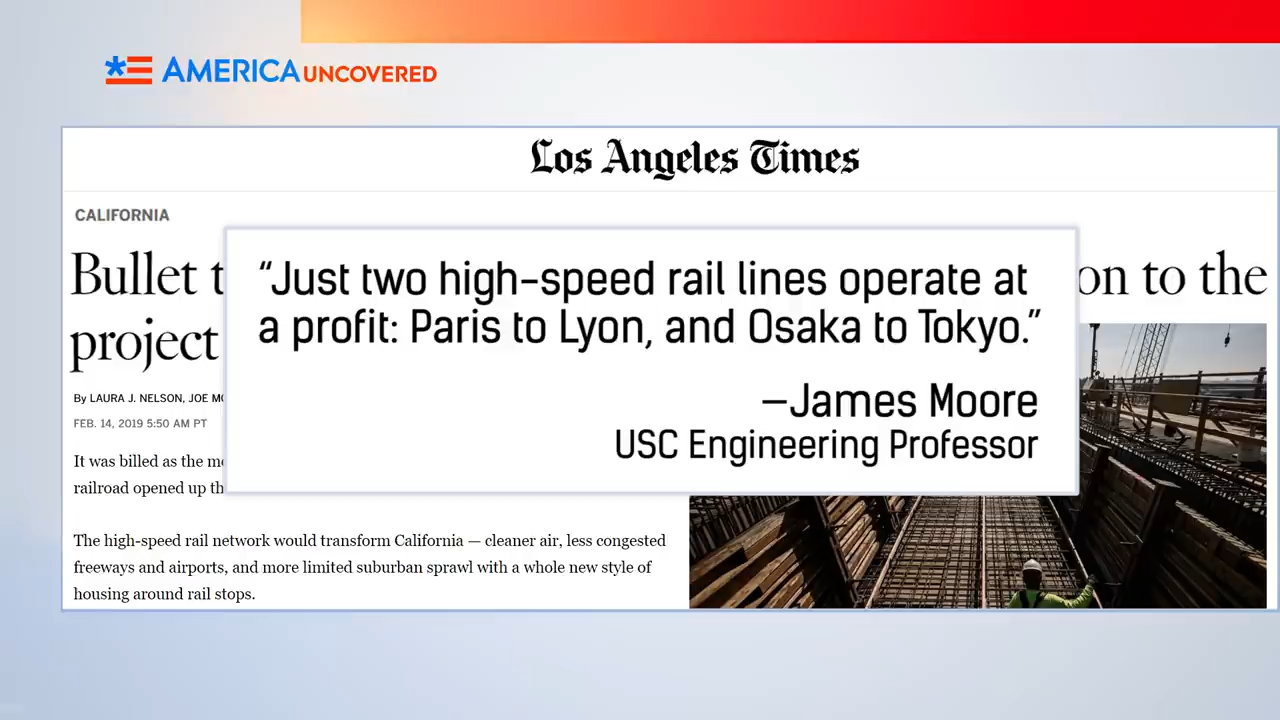 AMERICA UNCOVERED
Los Angeles Times
CALIFORNIA
Bullet
on to the
project
“Just two high-speed rail lines operate at
a profit: Paris to Lyon, and Osaka to Tokyo.”
—James Moore
USC Engineering Professor
By LAURA J. NELSON, JOE
FEB. 14, 2019 5:50 AM PT
It was billed as the
railroad opened up
The high-speed rail network would transform California — cleaner air, less congested
freeways and airports, and more limited suburban sprawl with a whole new style of
housing around rail stops.